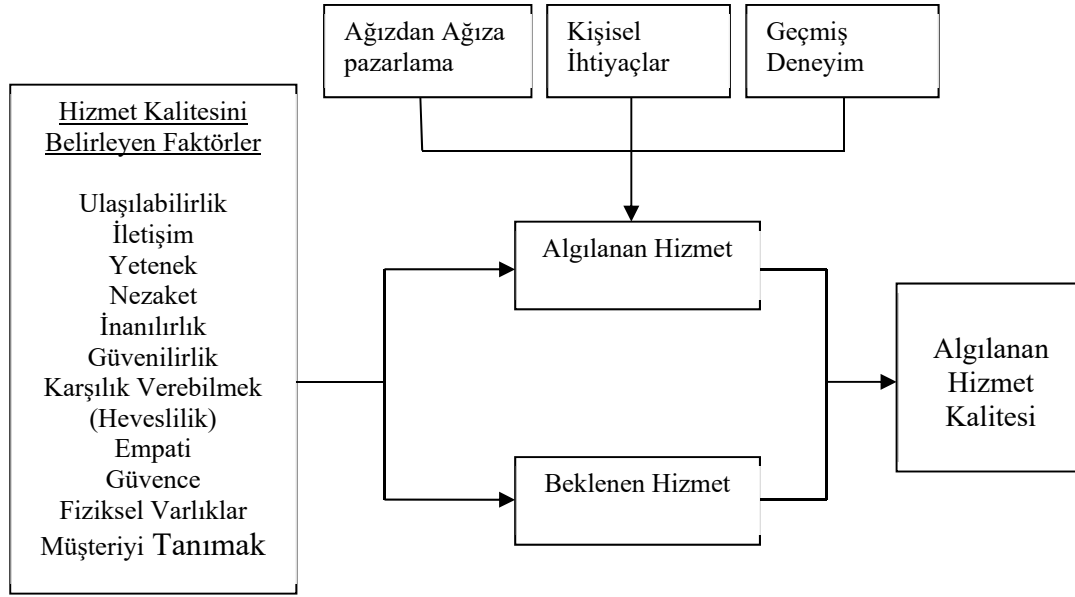 Ağızdan Ağıza
pazarlama
Kişisel
İhtiyaçlar
Geçmiş
Deneyim
Hizmet Kalitesini
Belirleyen Faktörler
Ulaşılabilirlik
İletişim
Yetenek
Nezaket
İnanılırlık
Güvenilirlik
Karşılık Verebilmek
(Heveslilik)
Empati
Güvence
Fiziksel Varlıklar
Müşteriyi Tanımak
Algılanan Hizmet
Beklenen Hizmet
Algılanan
Hizmet
Kalitesi